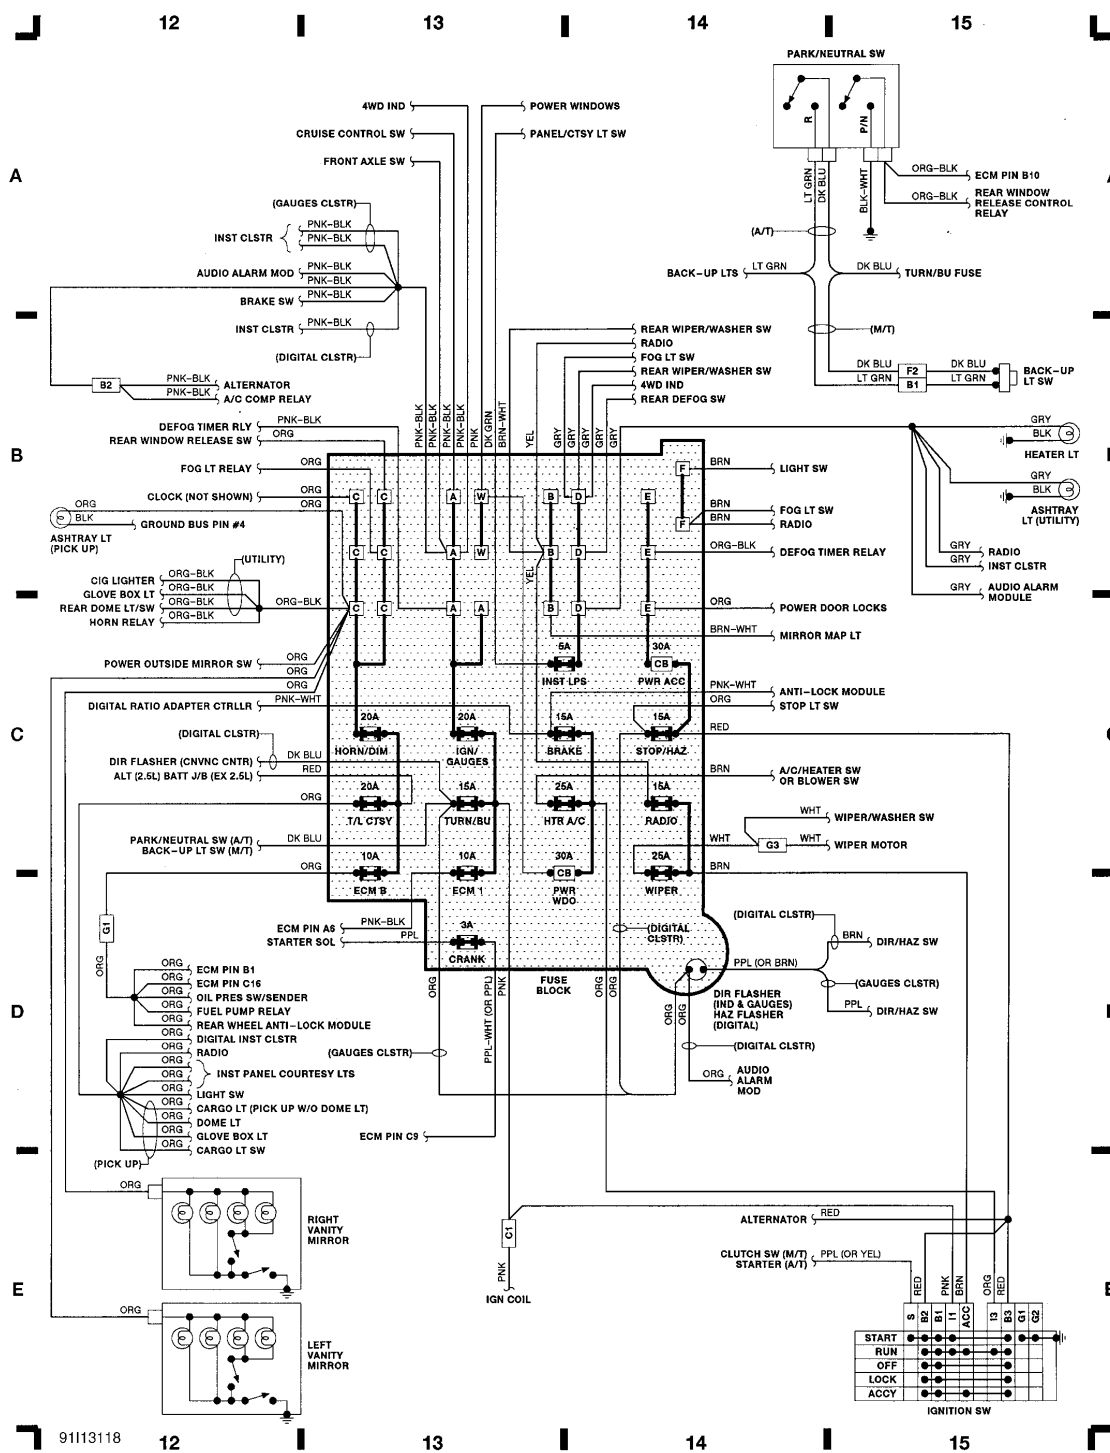 12 13 14 15
PARK/NEUTRAL SW
R
P/N
4WD IND
POWER WINDOWS
CRUISE CONTROL SW
PANEL/CTSY LT SW
FRONT AXLE SW
A
LT GRN
DK BLU
BLK-WHT
ORG-BLK
ECM PIN B10
ORG-BLK
REAR WINDOW
RELEASE CONTROL
RELAY
(GAUGES CLSTR)
PNK-BLK
INST CLSTR
PNK-BLK
(A/T)
AUDIO ALARM MOD
PNK-BLK
PNK-BLK
BRAKE SW
PNK-BLK
BACK-UP LTS
LT GRN
DK BLU
TURN/BU FUSE
INST CLSTR
PNK-BLK
(DIGITAL CLSTR)
REAR WIPER/WASHER SW
RADIO
FOG LT SW
REAR WIPER/WASHER SW
4WD IND
REAR DEFOG SW
(M/T)
DK BLU
F2
DK BLU
LT GRN
B1
LT GRN
BACK-UP
LT SW
B2
PNK-BLK
ALTERNATOR
PNK-BLK
A/C COMP RELAY
DEFOG TIMER RLY
PNK-BLK
REAR WINDOW RELEASE SW
ORG
PNK-BLK
PNK-BLK
PNK-BLK
PNK-BLK
PNK
DK GRN
BRN-WHT
YEL
GRY
GRY
GRY
GRY
GRY
BLK
HEATER LT
B
FOG LT RELAY
ORG
F
BRN
LIGHT SW
CLOCK (NOT SHOWN)
ORG
C C A W B D E
GRY
BLK
ASHTRAY
LT (UTILITY)
ORG
ORG
BLK
GROUND BUS PIN #4
ASHTRAY LT
(PICK UP)
BRN
FOG LT SW
F
BRN
RADIO
C C A W B D E
ORG-BLK
DEFOG TIMER RELAY
GRY
RADIO
GRY
INST CLSTR
GRY
AUDIO ALARM
MODULE
(UTILITY)
YEL
CIG LIGHTER
ORG-BLK
GLOVE BOX LT
ORG-BLK
REAR DOME LT/SW
ORG-BLK
HORN RELAY
ORG-BLK
ORG-BLK
C C A A B D E
ORG
POWER DOOR LOCKS
BRN-WHT
MIRROR MAP LT
5A
INST LPS
30A
CB
PWR ACC
POWER OUTSIDE MIRROR SW
ORG
ORG
ORG
DIGITAL RATIO ADAPTER CTRLLR
PNK-WHT
PNK-WHT
ANTI-LOCK MODULE
ORG
STOP LT SW
C
(DIGITAL CLSTR)
20A
HORN/DIM
20A
IGN/
GAUGES
15A
BRAKE
15A
STOP/HAZ
RED
DIR FLASHER (CNVNC CNTR)
DK BLU
ALT (2.5L) BATT J/B (EX 2.5L)
RED
BRN
A/C/HEATER SW
OR BLOWER SW
ORG
20A
T/L CTSY
15A
TURN/BU
25A
HTR A/C
15A
RADIO
WHT
WIPER/WASHER SW
PARK/NEUTRAL SW (A/T)
BACK-UP LT SW (M/T)
DK BLU
WHT
G3
WHT
WIPER MOTOR
ORG
10A
ECM B
10A
ECM 1
30A
CB
PWR
WDO
25A
WIPER
BRN
G1
ECM PIN A6
PNK-BLK
STARTER SOL
PPL
3A
CRANK
(DIGITAL
CLSTR)
(DIGITAL CLSTR)
BRN
DIR/HAZ SW
ORG
FUSE
BLOCK
PPL (OR BRN)
(GAUGES CLSTR)
PPL
DIR/HAZ SW
DIR FLASHER
(IND & GAUGES)
HAZ FLASHER
(DIGITAL)
D
ORG
ECM PIN B1
ORG
ECM PIN C16
ORG
OIL PRES SW/SENDER
ORG
FUEL PUMP RELAY
ORG
REAR WHEEL ANTI-LOCK MODULE
ORG
DIGITAL INST CLSTR
ORG
RADIO
ORG
ORG
INST PANEL COURTESY LTS
ORG
LIGHT SW
ORG
CARGO LT (PICK UP W/O DOME LT)
ORG
DOME LT
ORG
GLOVE BOX LT
ORG
CARGO LT SW
(PICK UP)
ORG
PPL-WHT (OR PPL)
PNK
ORG
ORG
ORG
ORG
(GAUGES CLSTR)
(DIGITAL CLSTR)
ORG
AUDIO
ALARM
MOD
ECM PIN C9
ORG
RIGHT
VANITY
MIRROR
C1
PNK
IGN COIL
ALTERNATOR
RED
CLUTCH SW (M/T)
STARTER (A/T)
PPL (OR YEL)
RED
PNK
BRN
ORG
RED
E
ORG
LEFT
VANITY
MIRROR
S B2 B1 I1 ACC I3 B3 G1 G2
START
RUN
OFF
LOCK
ACCY
IGNITION SW
91I13118
12 13 14 15